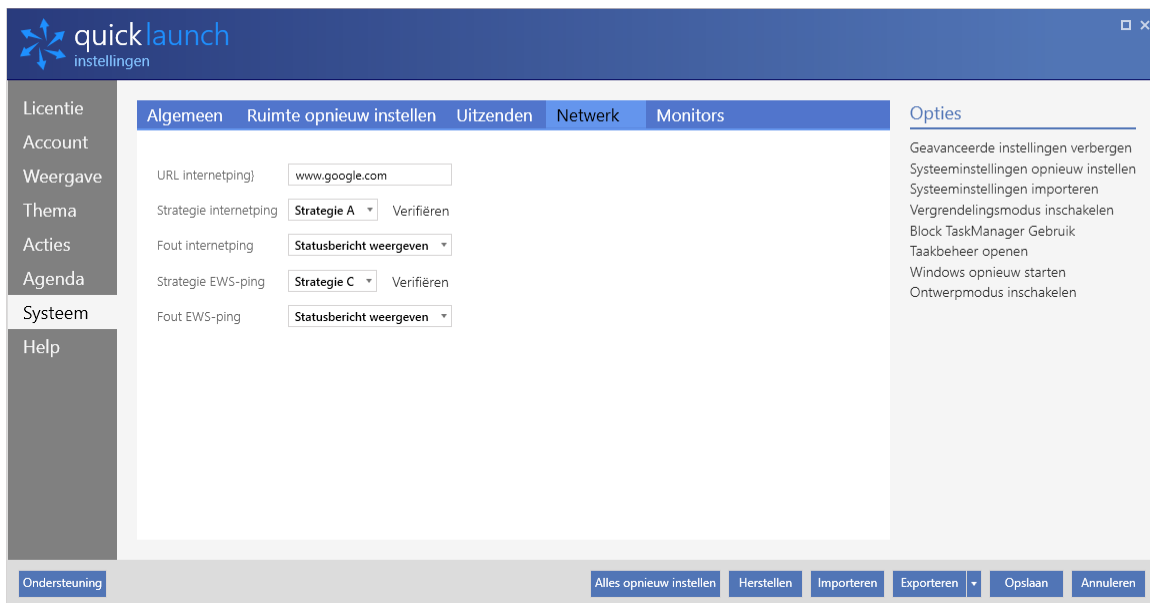 quicklaunch
instellingen
Licentie
Account
Weergave
Thema
Acties
Agenda
Systeem
Help
Algemeen Ruimte opnieuw instellen Uitzenden Netwerk Monitors
URL internetping} www.google.com
Strategie internetping Strategie A Verifiëren
Fout internetping Statusbericht weergeven
Strategie EWS-ping Strategie C Verifiëren
Fout EWS-ping Statusbericht weergeven
Opties
Geavanceerde instellingen verbergen
Systeeminstellingen opnieuw instellen
Systeeminstellingen importeren
Vergrendelingsmodus inschakelen
Block TaskManager Gebruik
Taakbeheer openen
Windows opnieuw starten
Ontwerpmodus inschakelen
Ondersteuning Alles opnieuw instellen Herstellen Importeren Exporteren Opslaan Annuleren